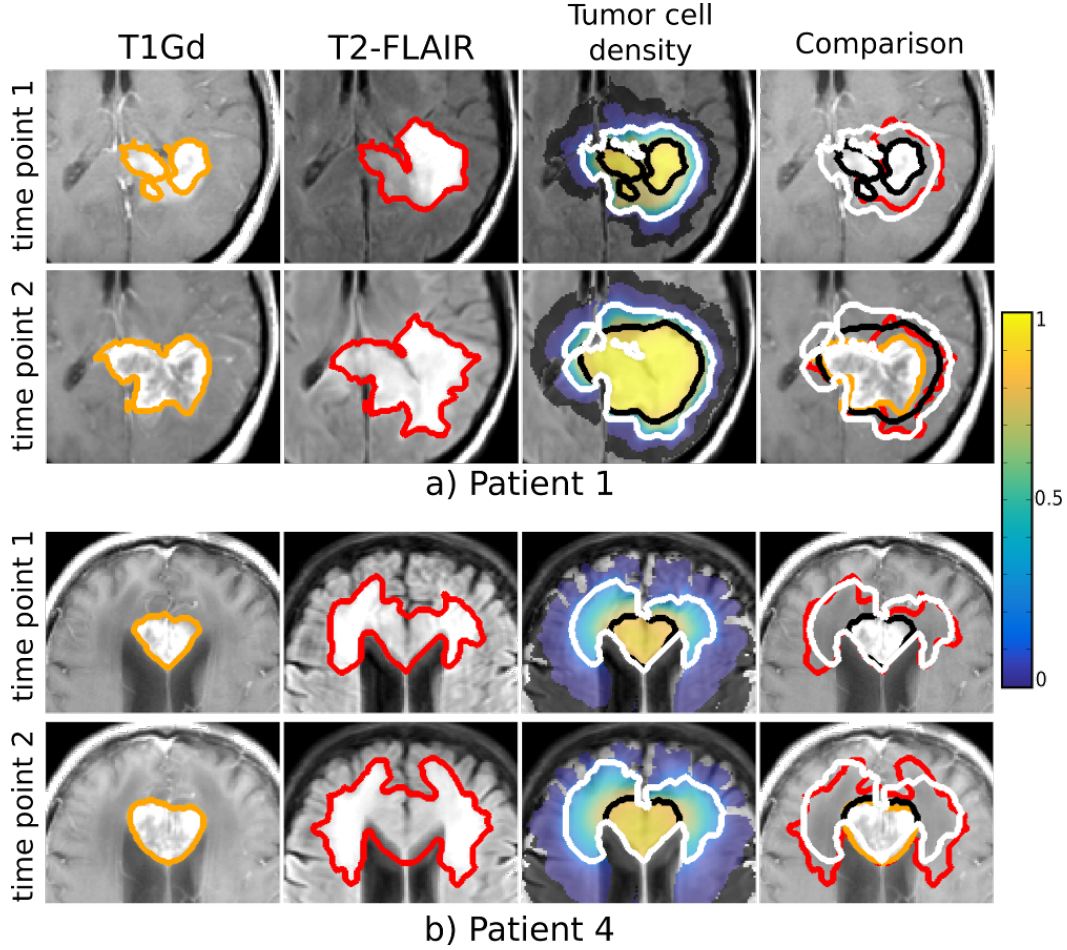 T1Gd
T2-FLAIR
Tumor cell
density
Comparison
time point 1
time point 2
a) Patient 1
1
0.5
0
time point 1
time point 2
b) Patient 4